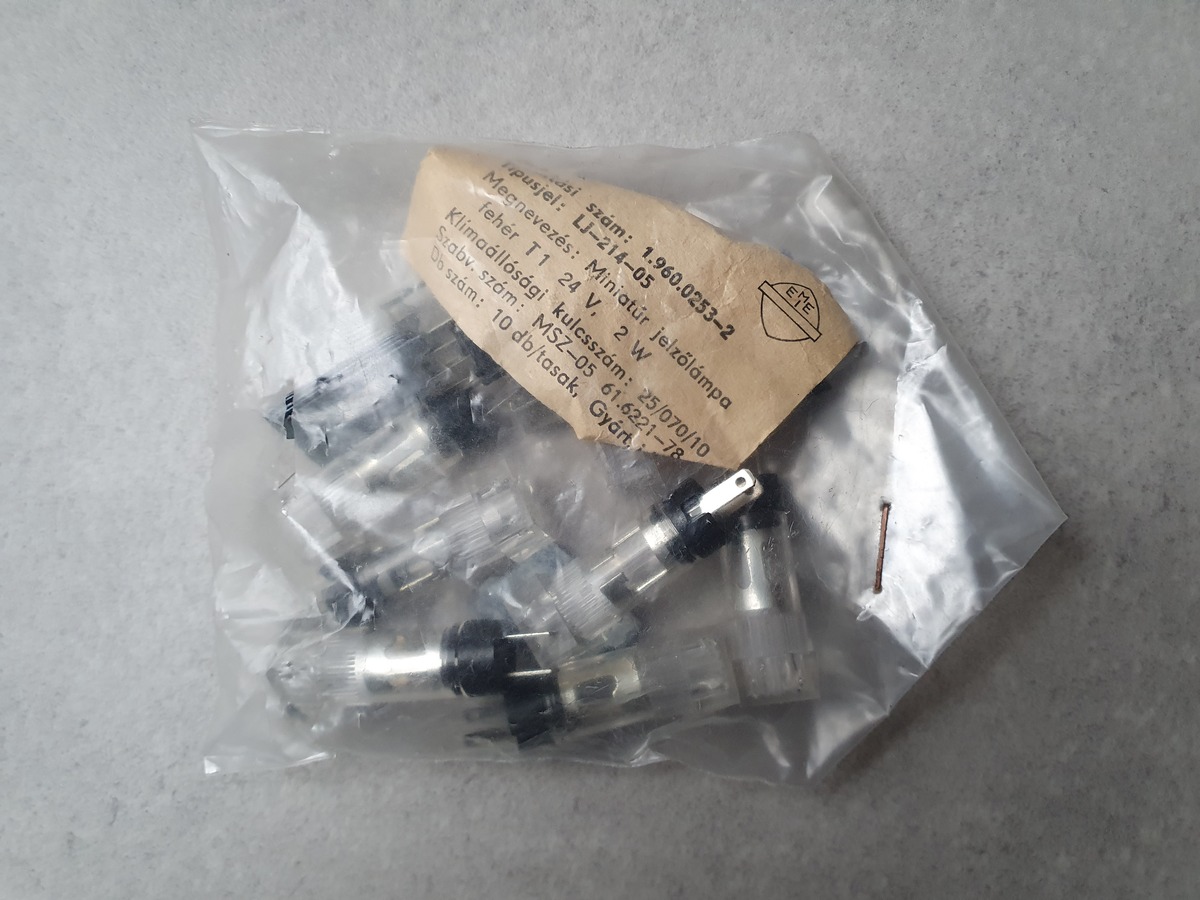 szám: 1.960.0253-2
Típusjel: LJ-214-05
Megnevezés: Miniatűr jelzőlámpa
fehér T1 24 V, 2 W
Klímaállósági kulcsszám: 25/070/10
Szabv. szám: MSZ-05 61.6221-78
Db szám: 10 db/tasak, Gyárt.:
EME
I